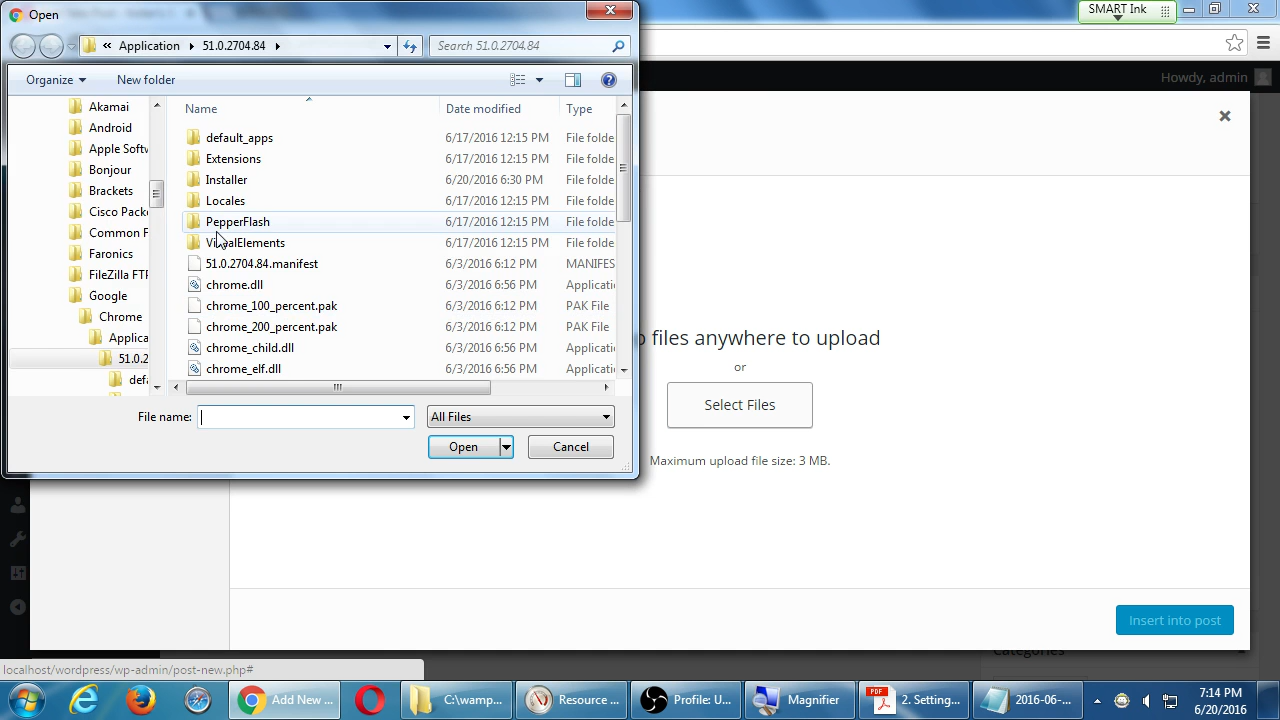 Open
SMART Ink
« Application ▸ 51.0.2704.84 ▸
Search 51.0.2704.84
Organize
New folder
Howdy, admin
Akamai
Android
Apple Softw
Bonjour
Brackets
Cisco Packe
Common F
Faronics
FileZilla FTP
Google
Chrome
Applica
51.0.2
defa
Name Date modified Type
default_apps 6/17/2016 12:15 PM File folde
Extensions 6/17/2016 12:15 PM File folde
Installer 6/20/2016 6:30 PM File folde
Locales 6/17/2016 12:15 PM File folde
PepperFlash 6/17/2016 12:15 PM File folde
VisualElements 6/17/2016 12:15 PM File folde
51.0.2704.84.manifest 6/3/2016 6:12 PM MANIFES
chrome.dll 6/3/2016 6:56 PM Applicatio
chrome_100_percent.pak 6/3/2016 6:12 PM PAK File
chrome_200_percent.pak 6/3/2016 6:12 PM PAK File
chrome_child.dll 6/3/2016 6:56 PM Applicatio
chrome_elf.dll 6/3/2016 6:56 PM Applicatio
File name:
All Files
Open
Cancel
files anywhere to upload
or
Select Files
Maximum upload file size: 3 MB.
Insert into post
Categories
localhost/wordpress/wp-admin/post-new.php#
Add New ...
C:\wamp...
Resource ...
Profile: U...
Magnifier
2. Setting...
2016-06-...
7:14 PM
6/20/2016